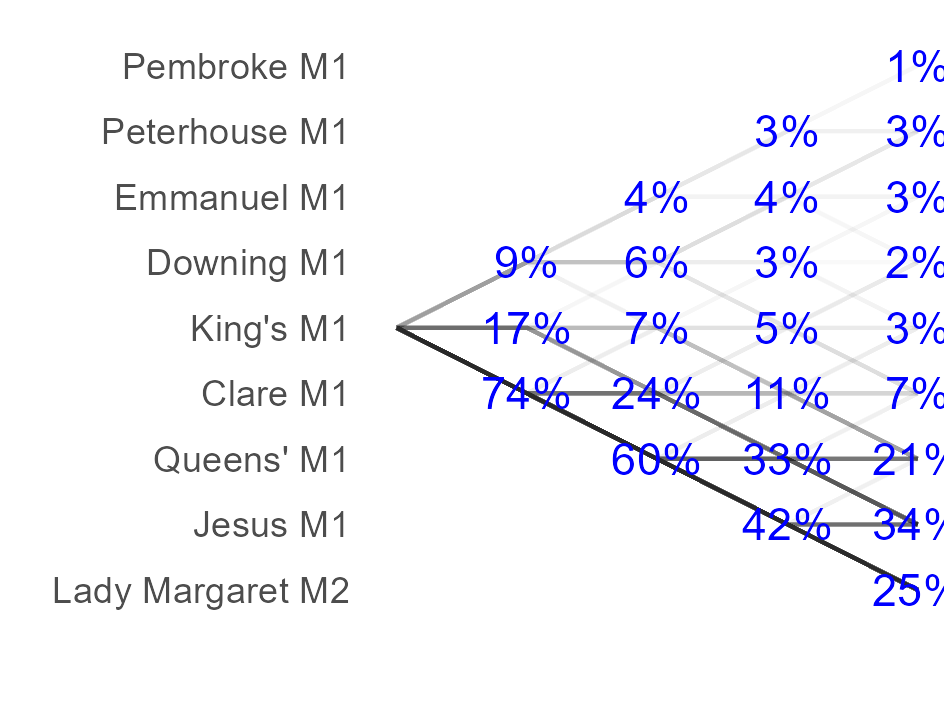 Pembroke M1 1%
Peterhouse M1 3% 3%
Emmanuel M1 4% 4% 3%
Downing M1 9% 6% 3% 2%
King's M1 17% 7% 5% 3%
Clare M1 74% 24% 11% 7%
Queens' M1 60% 33% 21%
Jesus M1 42% 34%
Lady Margaret M2 25%